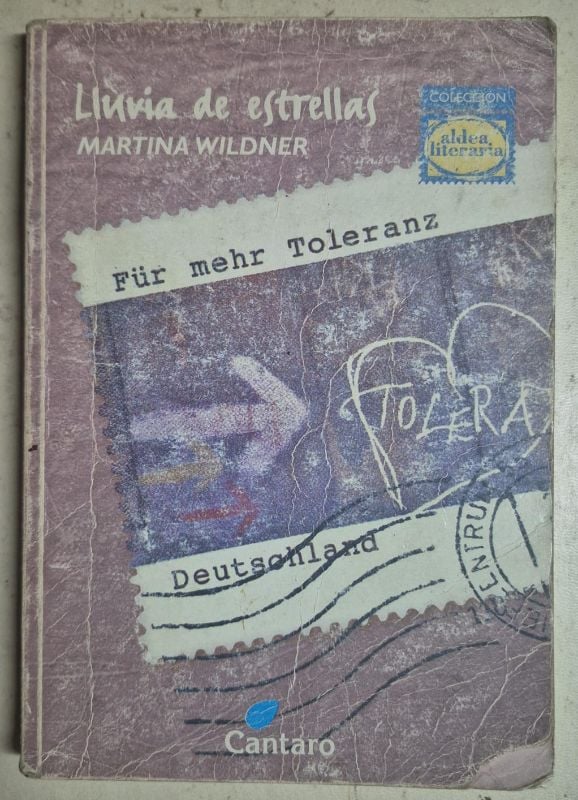 Lluvia de estrellas
MARTINA WILDNER
COLECCIÓN
aldea
literaria
Für mehr Toleranz
TOLERA
Deutschland
Cantaro